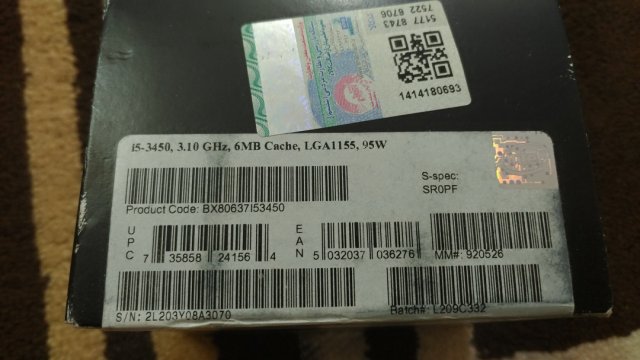 5177 8743
7522 8706
1414180693
i5-3450, 3.10 GHz, 6MB Cache, LGA1155, 95W
S-spec:
SR0PF
Product Code: BX80637I53450
UPC 7 35858 24156 4
EAN 5 032037 036276
MM#: 920526
S/N: 2L203Y08A3070
Batch#: L209C332